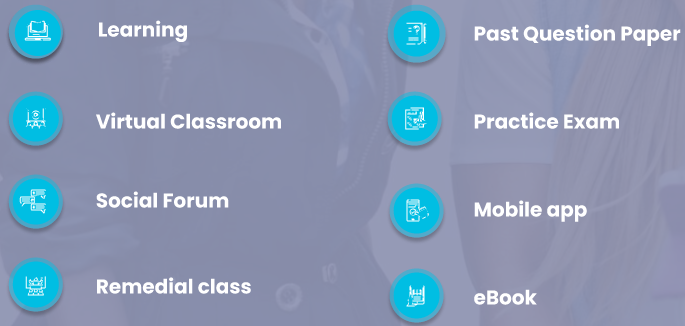 Learning
Virtual Classroom
Social Forum
Remedial class
Past Question Paper
Practice Exam
Mobile app
eBook